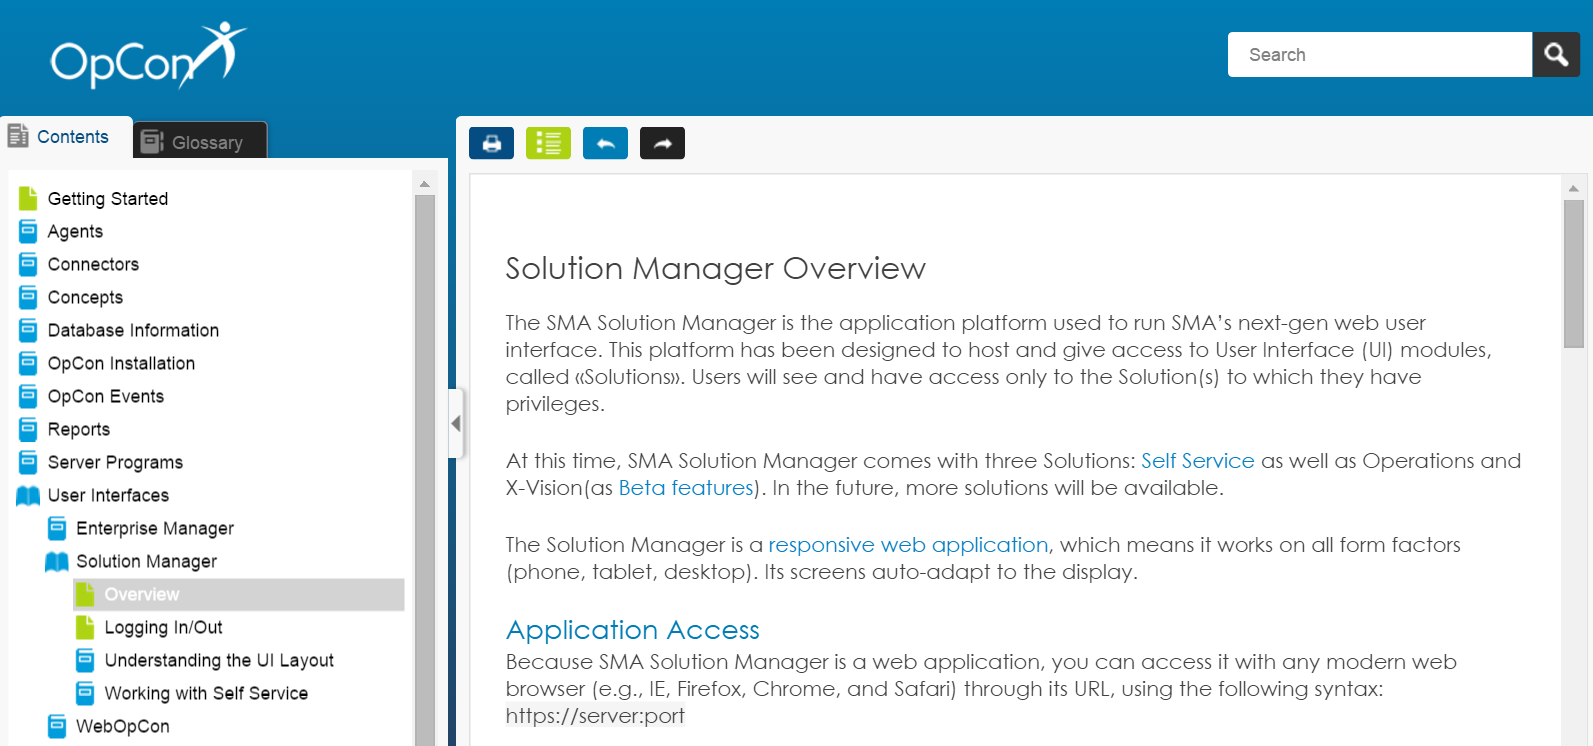 OpCon
Search
Contents
Glossary
Getting Started
Agents
Connectors
Concepts
Database Information
OpCon Installation
OpCon Events
Reports
Server Programs
User Interfaces
Enterprise Manager
Solution Manager
Overview
Logging In/Out
Understanding the UI Layout
Working with Self Service
WebOpCon
Solution Manager Overview
The SMA Solution Manager is the application platform used to run SMA’s next-gen web user
interface. This platform has been designed to host and give access to User Interface (UI) modules,
called «Solutions». Users will see and have access only to the Solution(s) to which they have
privileges.
At this time, SMA Solution Manager comes with three Solutions: Self Service as well as Operations and
X-Vision(as Beta features). In the future, more solutions will be available.
The Solution Manager is a responsive web application, which means it works on all form factors
(phone, tablet, desktop). Its screens auto-adapt to the display.
Application Access
Because SMA Solution Manager is a web application, you can access it with any modern web
browser (e.g., IE, Firefox, Chrome, and Safari) through its URL, using the following syntax:
https://server:port